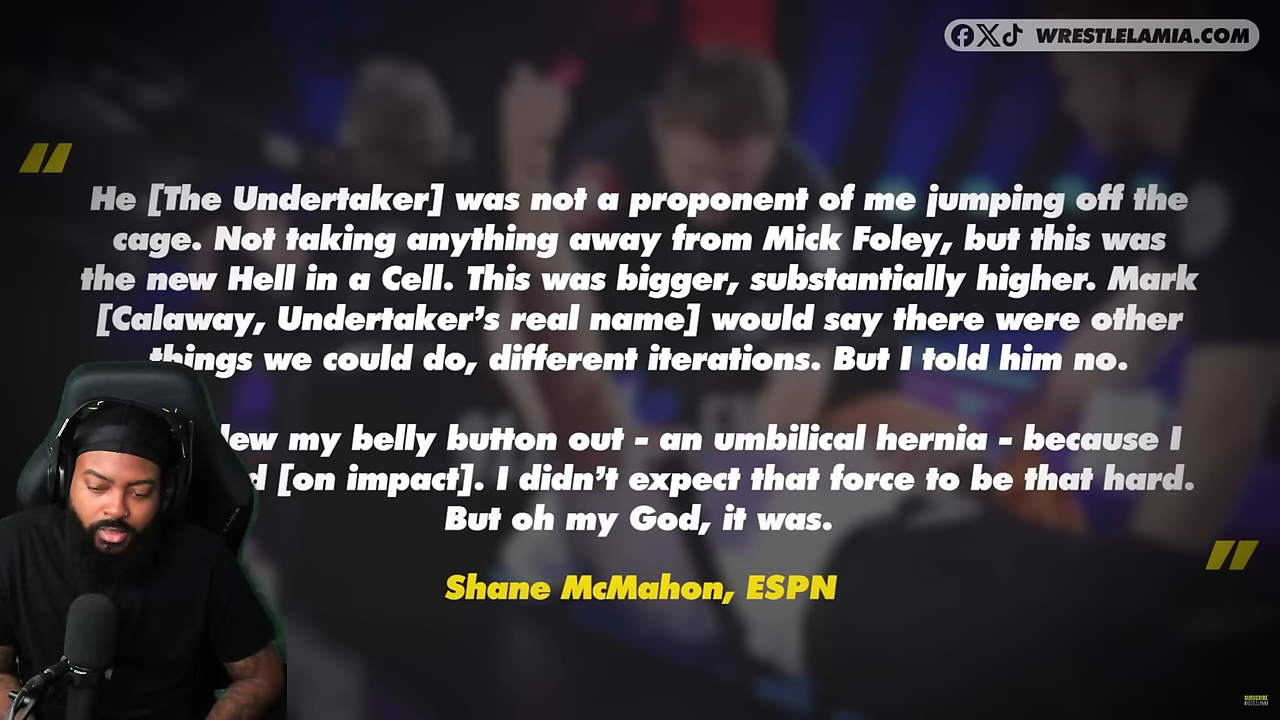 WRESTLELAMIA.COM
"
He [The Undertaker] was not a proponent of me jumping off the
cage. Not taking anything away from Mick Foley, but this was
the new Hell in a Cell. This was bigger, substantially higher. Mark
[Calaway, Undertaker's real name] would say there were other
things we could do, different iterations. But I told him no.
my belly button out - an umbilical hernia - because I
[on impact]. I didn't expect that force to be that hard.
But oh my God, it was.
"
Shane McMahon, ESPN
SUBSCRIBE
WRESTLELAMIA